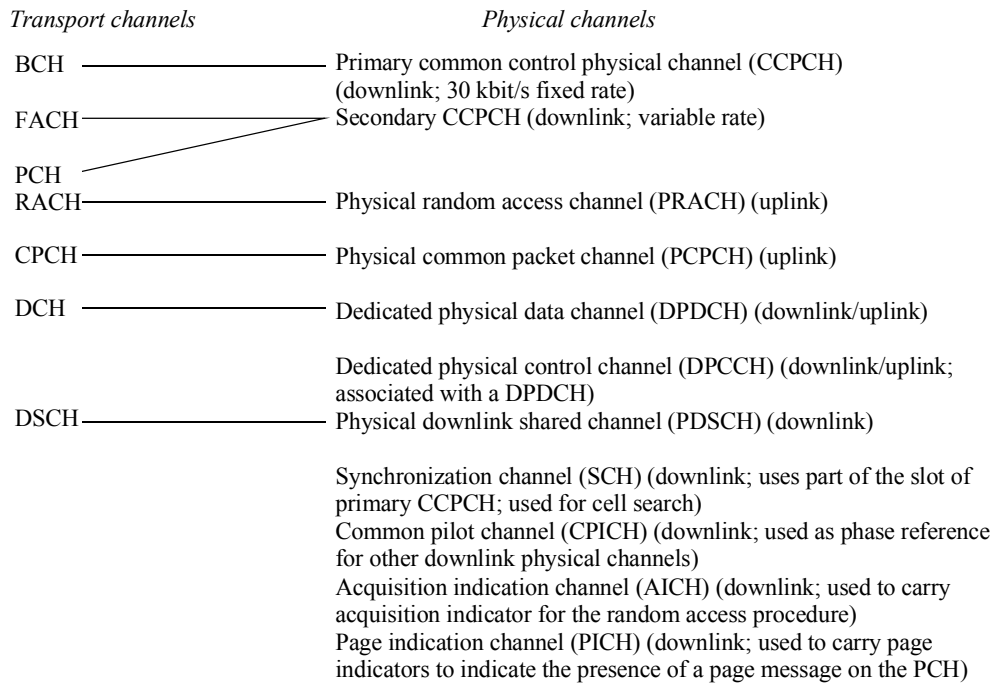 Transport channels Physical channels
BCH Primary common control physical channel (CCPCH)
(downlink; 30 kbit/s fixed rate)
FACH Secondary CCPCH (downlink; variable rate)
PCH
RACH Physical random access channel (PRACH) (uplink)
CPCH Physical common packet channel (PCPCH) (uplink)
DCH Dedicated physical data channel (DPDCH) (downlink/uplink)
Dedicated physical control channel (DPCCH) (downlink/uplink;
associated with a DPDCH)
DSCH Physical downlink shared channel (PDSCH) (downlink)
Synchronization channel (SCH) (downlink; uses part of the slot of
primary CCPCH; used for cell search)
Common pilot channel (CPICH) (downlink; used as phase reference
for other downlink physical channels)
Acquisition indication channel (AICH) (downlink; used to carry
acquisition indicator for the random access procedure)
Page indication channel (PICH) (downlink; used to carry page
indicators to indicate the presence of a page message on the PCH)